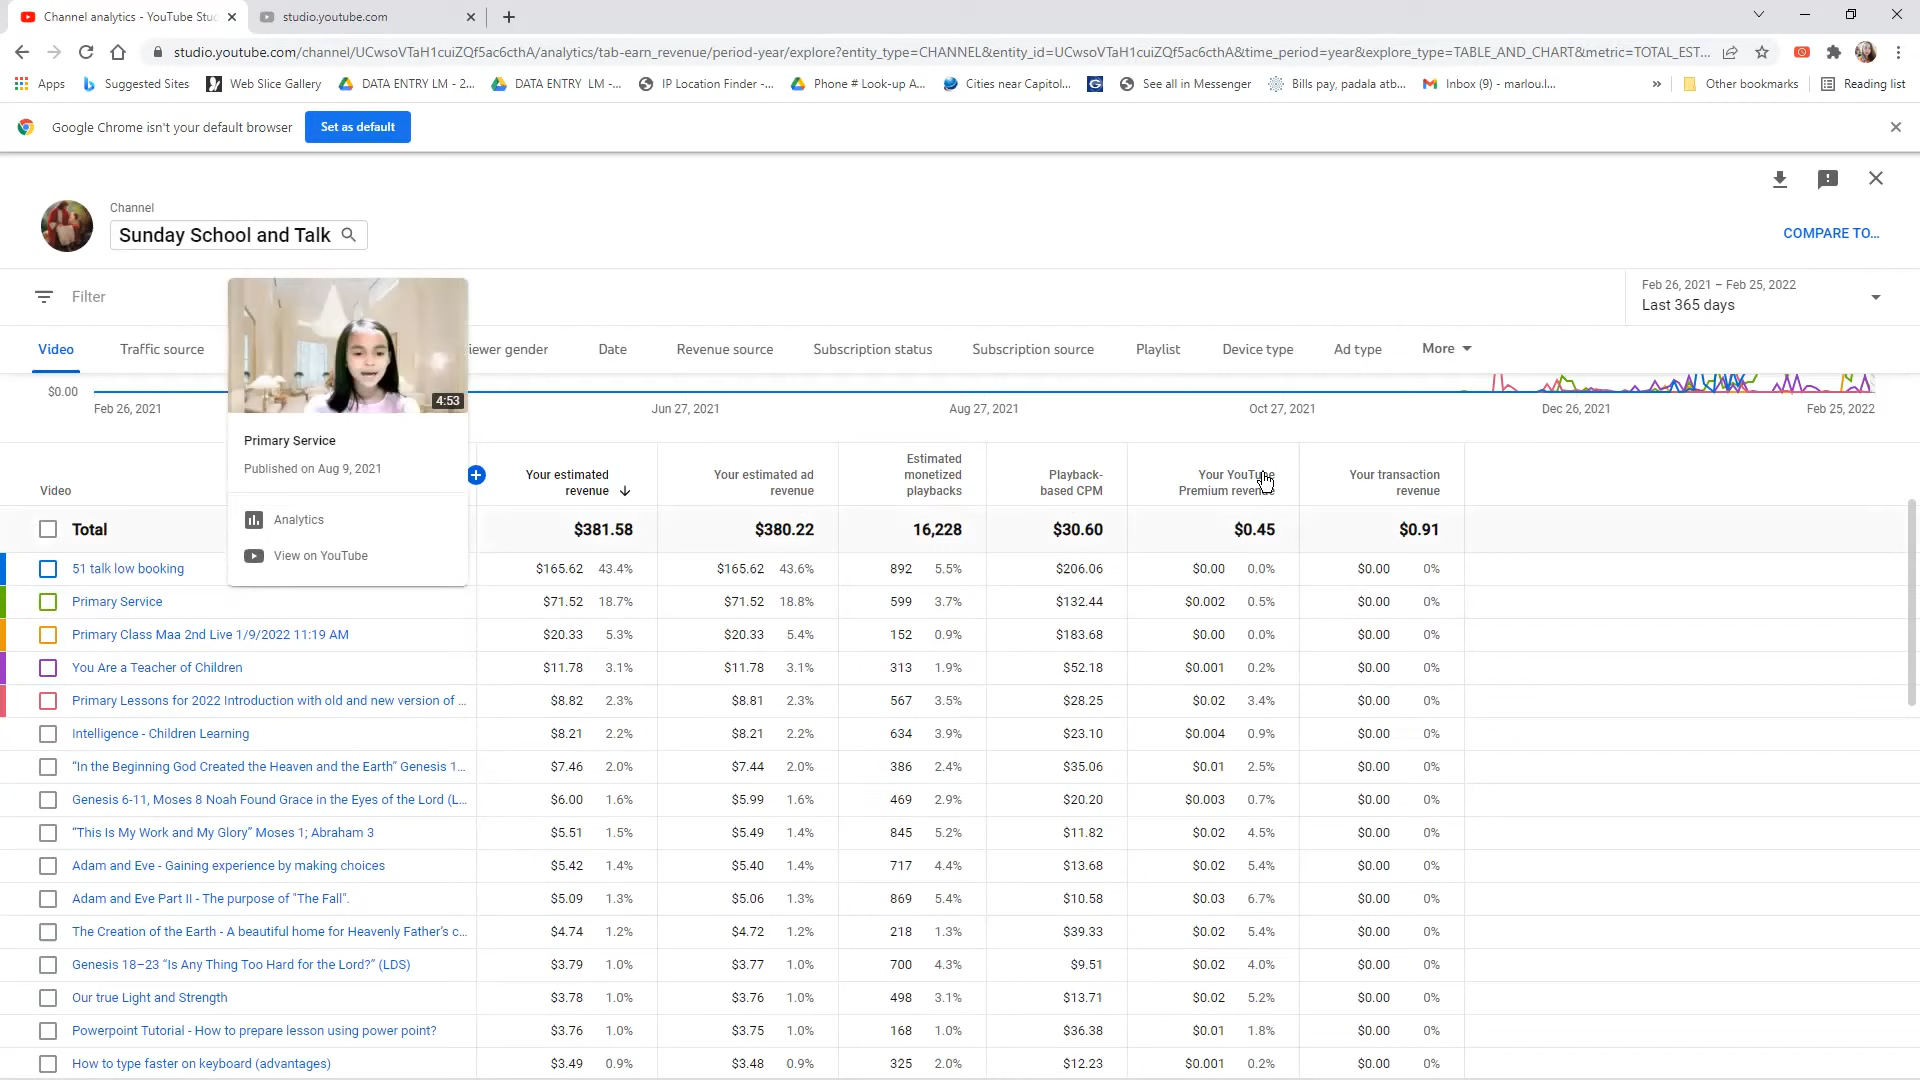 Channel analytics - YouTube Stu
studio.youtube.com
studio.youtube.com/channel/UCwsoVTaH1cuiZQf5ac6cthA/analytics/tab-earn_revenue/period-year/explore?entity_type=CHANNEL&entity_id=UCwsoVTaH1cuiZQf5ac6cthA&time_period=year&explore_type=TABLE_AND_CHART&metric=TOTAL_EST...
Apps Suggested Sites Web Slice Gallery DATA ENTRY LM - 2... DATA ENTRY LM -... IP Location Finder -... Phone # Look-up A... Cities near Capitol... See all in Messenger Bills pay, padala atb... Inbox (9) - marlou.l... » Other bookmarks Reading list
Google Chrome isn't your default browser Set as default
Channel
Sunday School and Talk
COMPARE TO...
Filter
Feb 26, 2021 – Feb 25, 2022
Last 365 days
Video Traffic source iewer gender Date Revenue source Subscription status Subscription source Playlist Device type Ad type More
$0.00
Feb 26, 2021 Jun 27, 2021 Aug 27, 2021 Oct 27, 2021 Dec 26, 2021 Feb 25, 2022
4:53
Primary Service
Published on Aug 9, 2021
Analytics
View on YouTube
Video
Your estimated
revenue
Your estimated ad
revenue
Estimated
monetized
playbacks
Playback-
based CPM
Your YouTube
Premium revenue
Your transaction
revenue
Total $381.58 $380.22 16,228 $30.60 $0.45 $0.91
51 talk low booking $165.62 43.4% $165.62 43.6% 892 5.5% $206.06 $0.00 0.0% $0.00 0%
Primary Service $71.52 18.7% $71.52 18.8% 599 3.7% $132.44 $0.002 0.5% $0.00 0%
Primary Class Maa 2nd Live 1/9/2022 11:19 AM $20.33 5.3% $20.33 5.4% 152 0.9% $183.68 $0.00 0.0% $0.00 0%
You Are a Teacher of Children $11.78 3.1% $11.78 3.1% 313 1.9% $52.18 $0.001 0.2% $0.00 0%
Primary Lessons for 2022 Introduction with old and new version of ... $8.82 2.3% $8.81 2.3% 567 3.5% $28.25 $0.02 3.4% $0.00 0%
Intelligence - Children Learning $8.21 2.2% $8.21 2.2% 634 3.9% $23.10 $0.004 0.9% $0.00 0%
“In the Beginning God Created the Heaven and the Earth” Genesis 1... $7.46 2.0% $7.44 2.0% 386 2.4% $35.06 $0.01 2.5% $0.00 0%
Genesis 6-11, Moses 8 Noah Found Grace in the Eyes of the Lord (L... $6.00 1.6% $5.99 1.6% 469 2.9% $20.20 $0.003 0.7% $0.00 0%
“This Is My Work and My Glory” Moses 1; Abraham 3 $5.51 1.5% $5.49 1.4% 845 5.2% $11.82 $0.02 4.5% $0.00 0%
Adam and Eve - Gaining experience by making choices $5.42 1.4% $5.40 1.4% 717 4.4% $13.68 $0.02 5.4% $0.00 0%
Adam and Eve Part II - The purpose of "The Fall". $5.09 1.3% $5.06 1.3% 869 5.4% $10.58 $0.03 6.7% $0.00 0%
The Creation of the Earth - A beautiful home for Heavenly Father’s c... $4.74 1.2% $4.72 1.2% 218 1.3% $39.33 $0.02 5.4% $0.00 0%
Genesis 18–23 “Is Any Thing Too Hard for the Lord?” (LDS) $3.79 1.0% $3.77 1.0% 700 4.3% $9.51 $0.02 4.0% $0.00 0%
Our true Light and Strength $3.78 1.0% $3.76 1.0% 498 3.1% $13.71 $0.02 5.2% $0.00 0%
Powerpoint Tutorial - How to prepare lesson using power point? $3.76 1.0% $3.75 1.0% 168 1.0% $36.38 $0.01 1.8% $0.00 0%
How to type faster on keyboard (advantages) $3.49 0.9% $3.48 0.9% 325 2.0% $12.23 $0.001 0.2% $0.00 0%